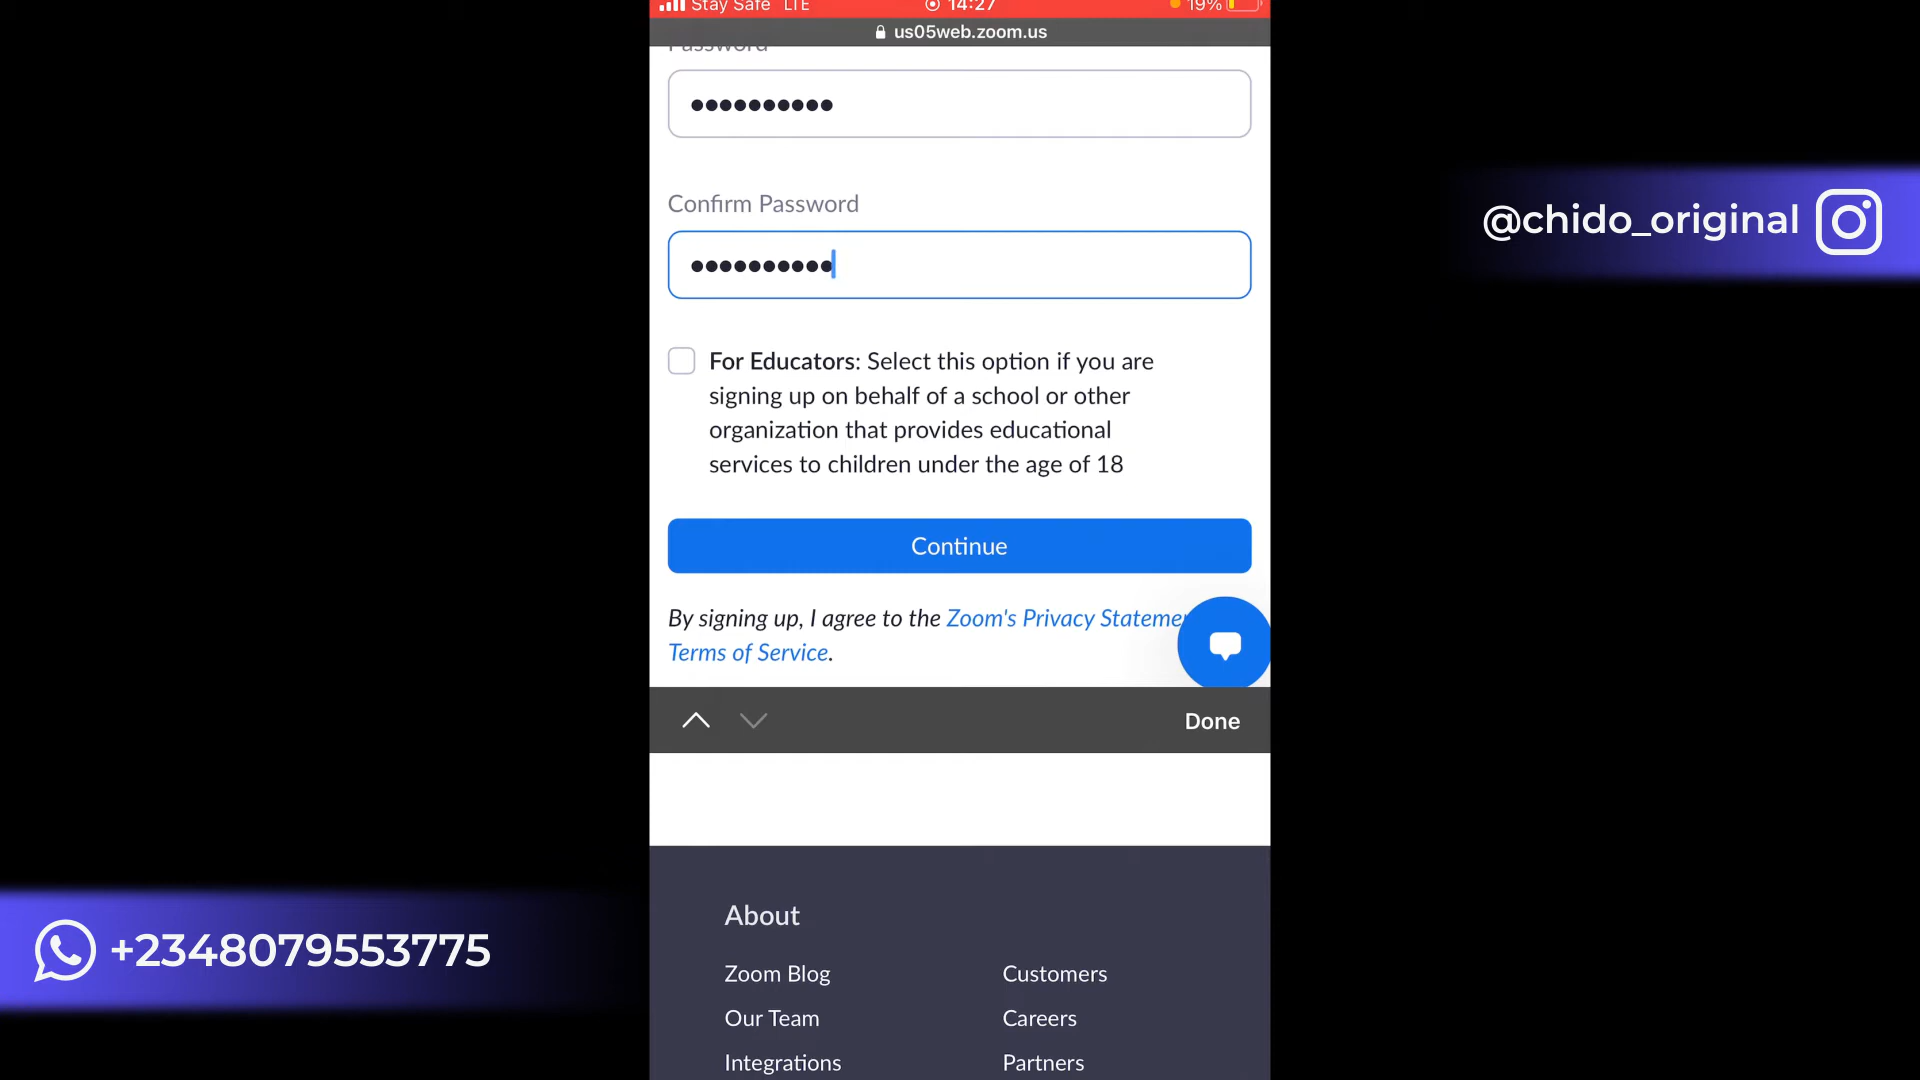 Stay Safe LTE 14:27 19%
us05web.zoom.us
Password
●●●●●●●●●●
Confirm Password
●●●●●●●●●●
For Educators: Select this option if you are
signing up on behalf of a school or other
organization that provides educational
services to children under the age of 18
Continue
By signing up, I agree to the Zoom's Privacy
Terms of Service.
Done
About
Zoom Blog Customers
Our Team Careers
Integrations Partners
@chido_original
+2348079553775